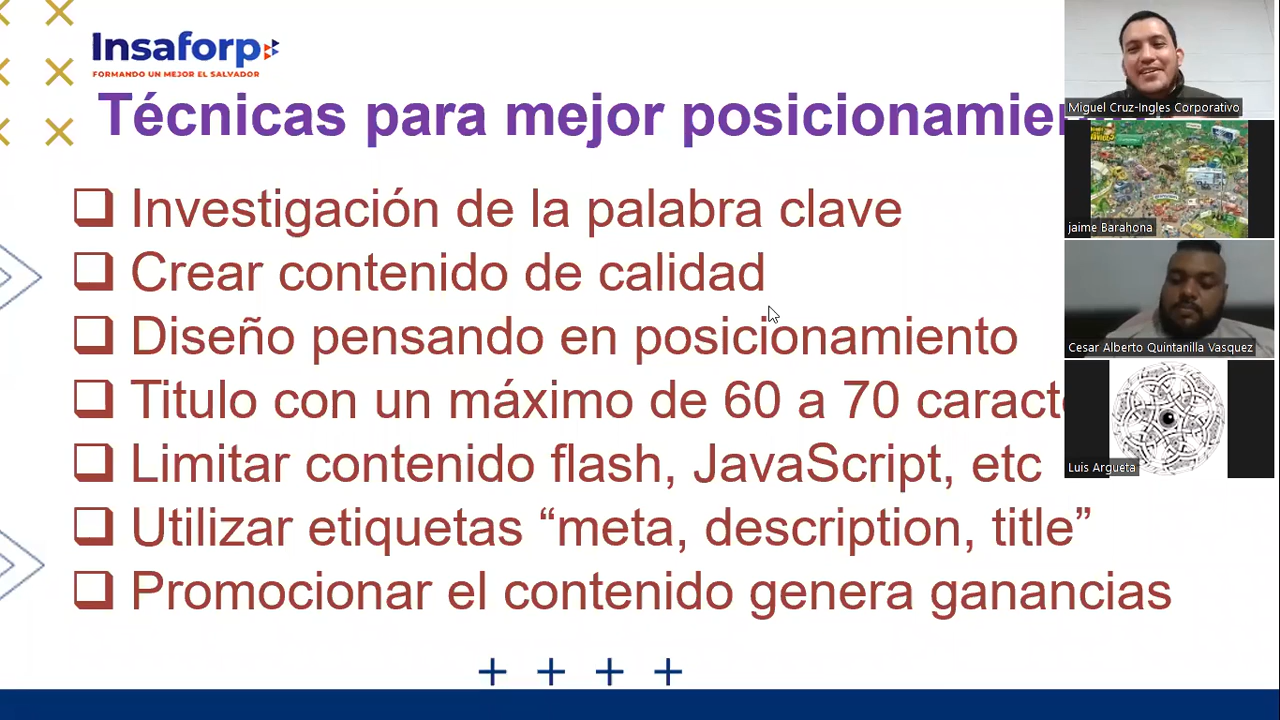 Insaforp
FORMANDO UN MEJOR EL SALVADOR
Técnicas para mejor
Investigación de la palabra clave
Crear contenido de calidad
Diseño pensando en posicionamiento
Titulo con un máximo de 60 a 70
Limitar contenido flash, JavaScript, etc
Utilizar etiquetas “meta, description, title”
Promocionar el contenido genera ganancias
Miguel Cruz-Ingles Corporativo
jaime Barahona
Cesar Alberto Quintanilla Vasquez
Luis Argueta